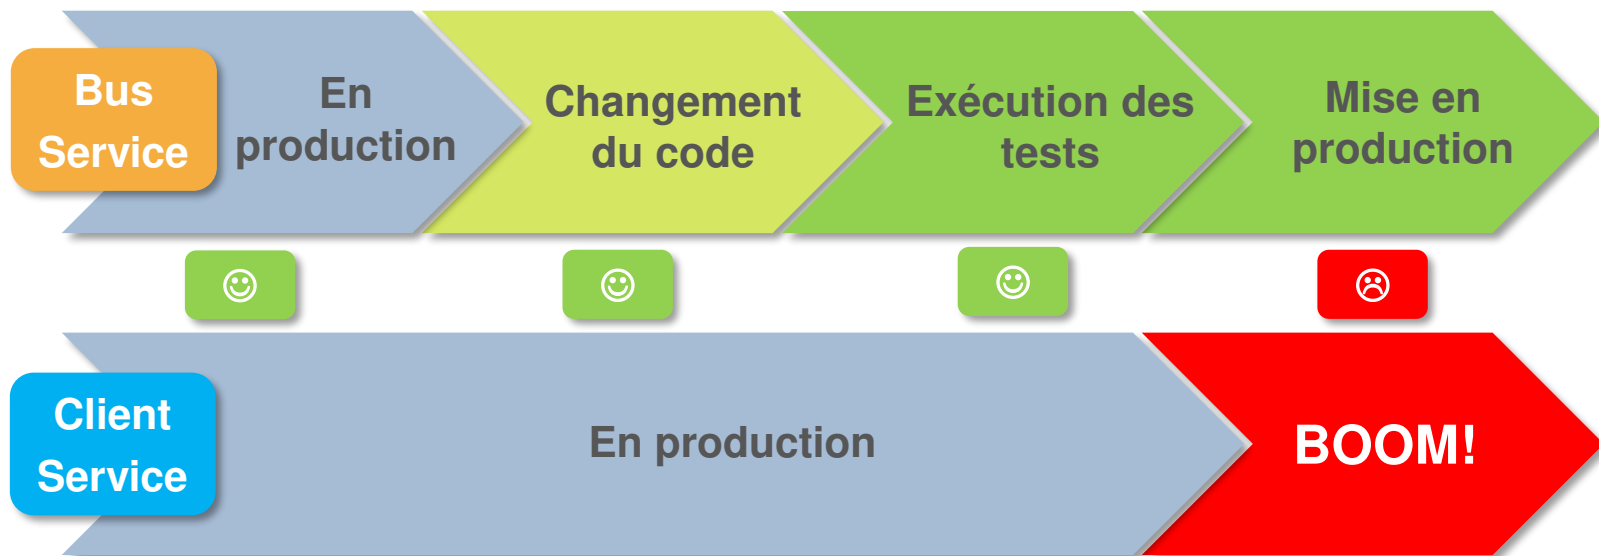 Bus
Service
En
production
Changement
du code
Exécution des
tests
Mise en
production
Client
Service
En production
BOOM!